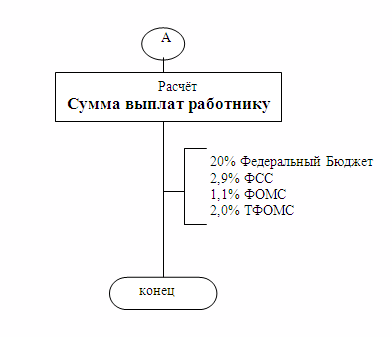 А
Расчёт
Сумма выплат работнику
20% Федеральный Бюджет
2,9% ФСС
1,1% ФОМС
2,0% ТФОМС
конец